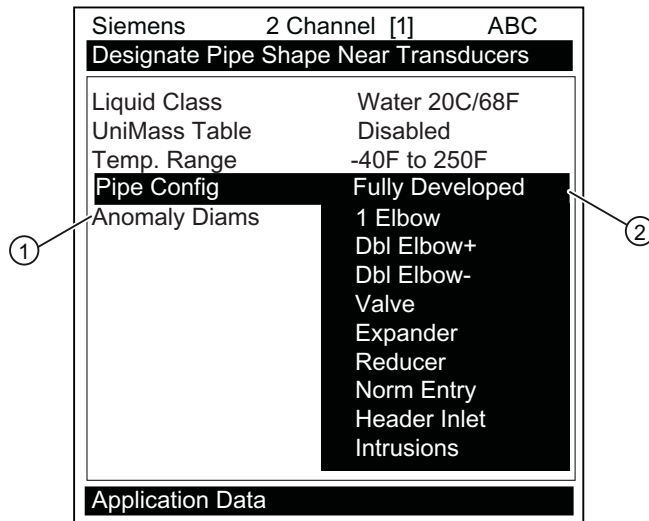 Siemens 2 Channel [1] ABC
Designate Pipe Shape Near Transducers
Liquid Class Water 20C/68F
UniMass Table Disabled
Temp. Range -40F to 250F
Pipe Config Fully Developed
Anomaly Diams 1 Elbow
Dbl Elbow+
Dbl Elbow-
Valve
Expander
Reducer
Norm Entry
Header Inlet
Intrusions
Application Data
1
2